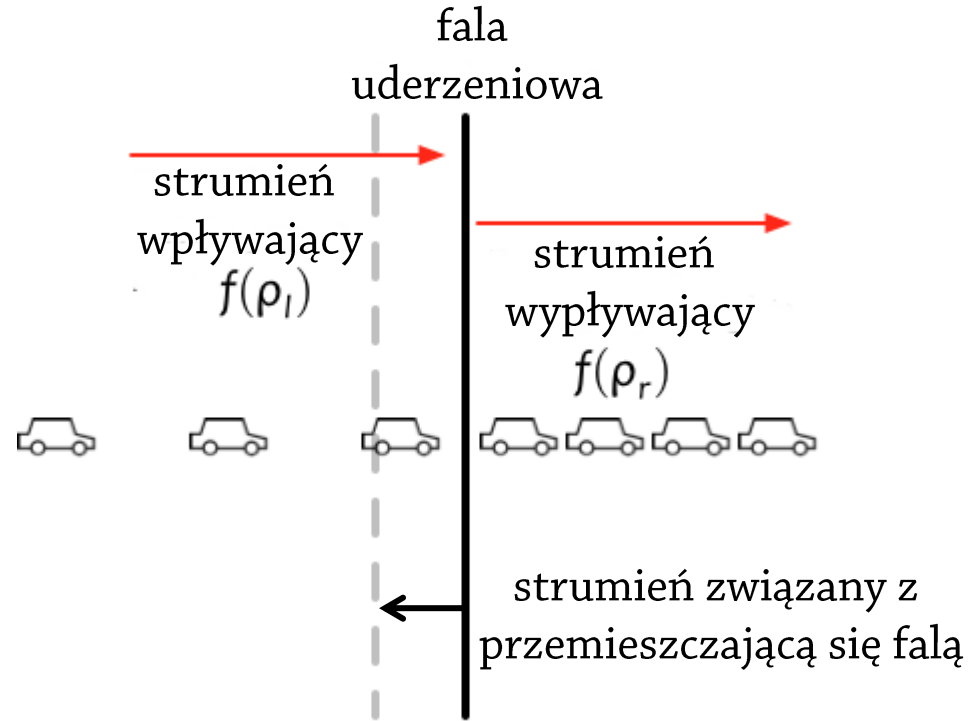 fala
uderzeniowa
strumień
wpływający
f(ρₗ)
strumień
wypływający
f(ρᵣ)
strumień związany z
przemieszczającą się falą